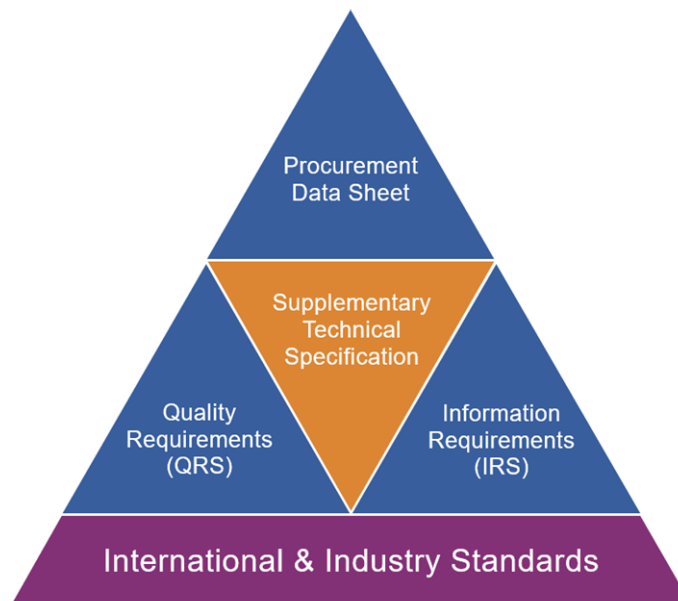 Procurement
Data Sheet
Supplementary
Technical
Specification
Quality
Requirements
(QRS)
Information
Requirements
(IRS)
International & Industry Standards